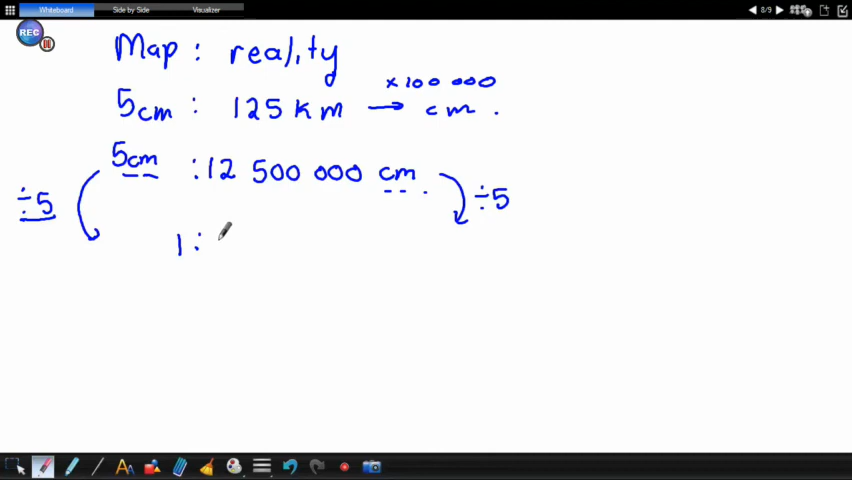 Whiteboard Side by Side Visualizer 8/9
REC
Map : reality
×100 000
5cm : 125 km → cm .
5cm : 12 500 000 cm
÷5 ÷5
1 :